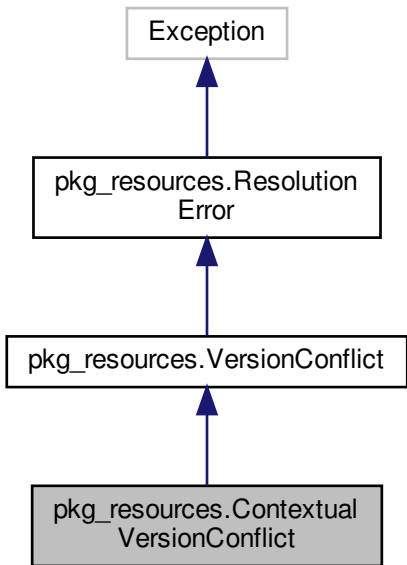 Exception
pkg_resources.Resolution
Error
pkg_resources.VersionConflict
pkg_resources.Contextual
VersionConflict